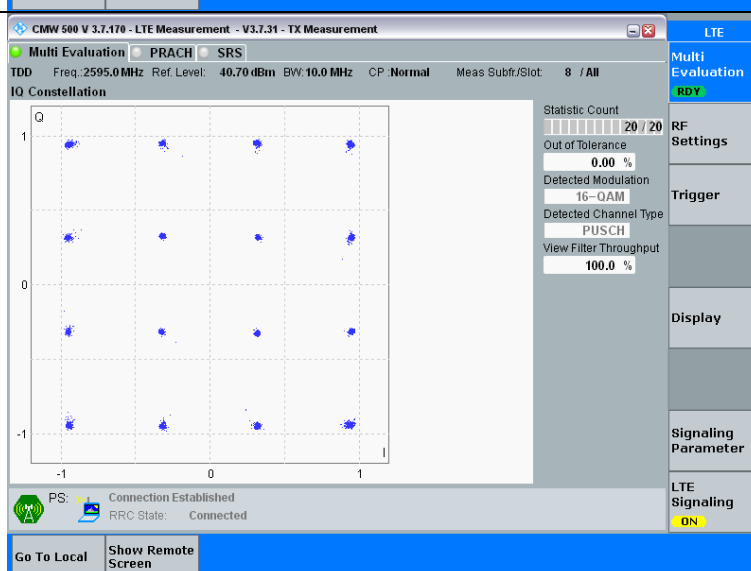 CMW 500 V 3.7.170 - LTE Measurement - V3.7.31 - TX Measurement
LTE
Multi Evaluation PRACH SRS
TDD Freq.:2595.0 MHz Ref. Level: 40.70 dBm BW:10.0 MHz CP :Normal Meas Subfr./Slot: 8 / All
IQ Constellation
Q
1
0
-1
-1 0 1
I
Statistic Count
20 / 20
Out of Tolerance
0.00 %
Detected Modulation
16-QAM
Detected Channel Type
PUSCH
View Filter Throughput
100.0 %
Multi
Evaluation
RDY
RF
Settings
Trigger
Display
Signaling
Parameter
LTE
Signaling
ON
PS: Connection Established
RRC State: Connected
Go To Local
Show Remote
Screen